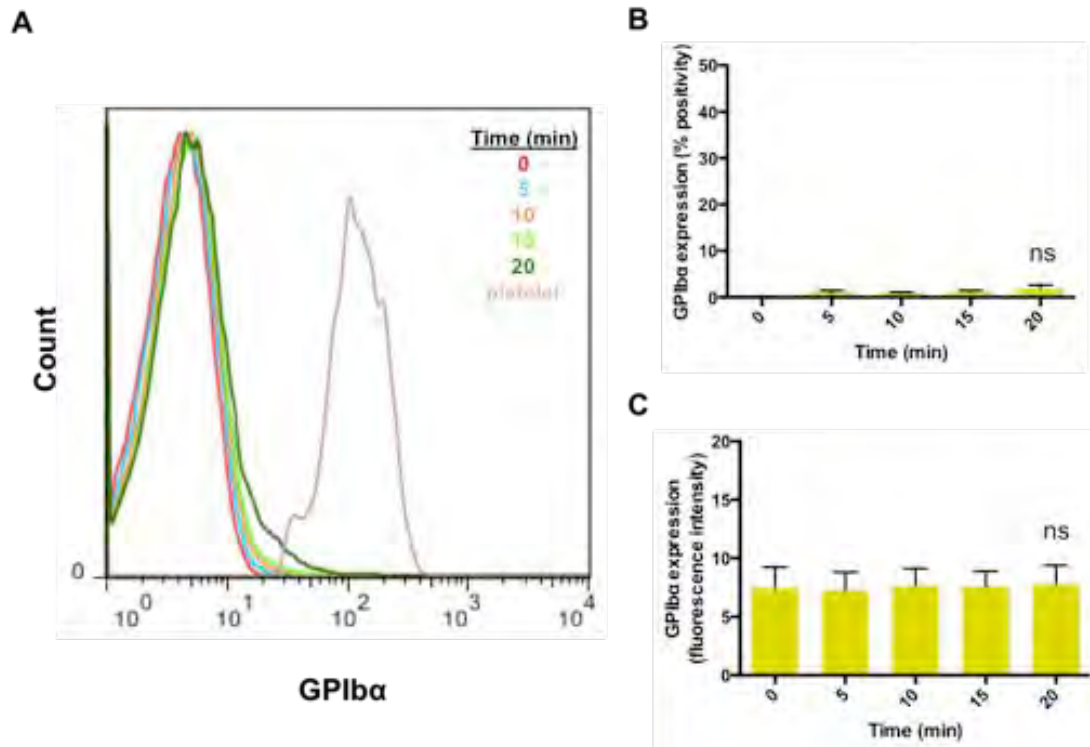 A
Time (min)
0
5
10
15
20
platelet
Count
0
10^0
10^1
10^2
10^3
10^4
GPIbα
B
GPIbα expression (% positivity)
50
40
30
20
10
0
ns
0
5
10
15
20
Time (min)
C
GPIbα expression
(fluorescence intensity)
20
15
10
5
0
ns
0
5
10
15
20
Time (min)